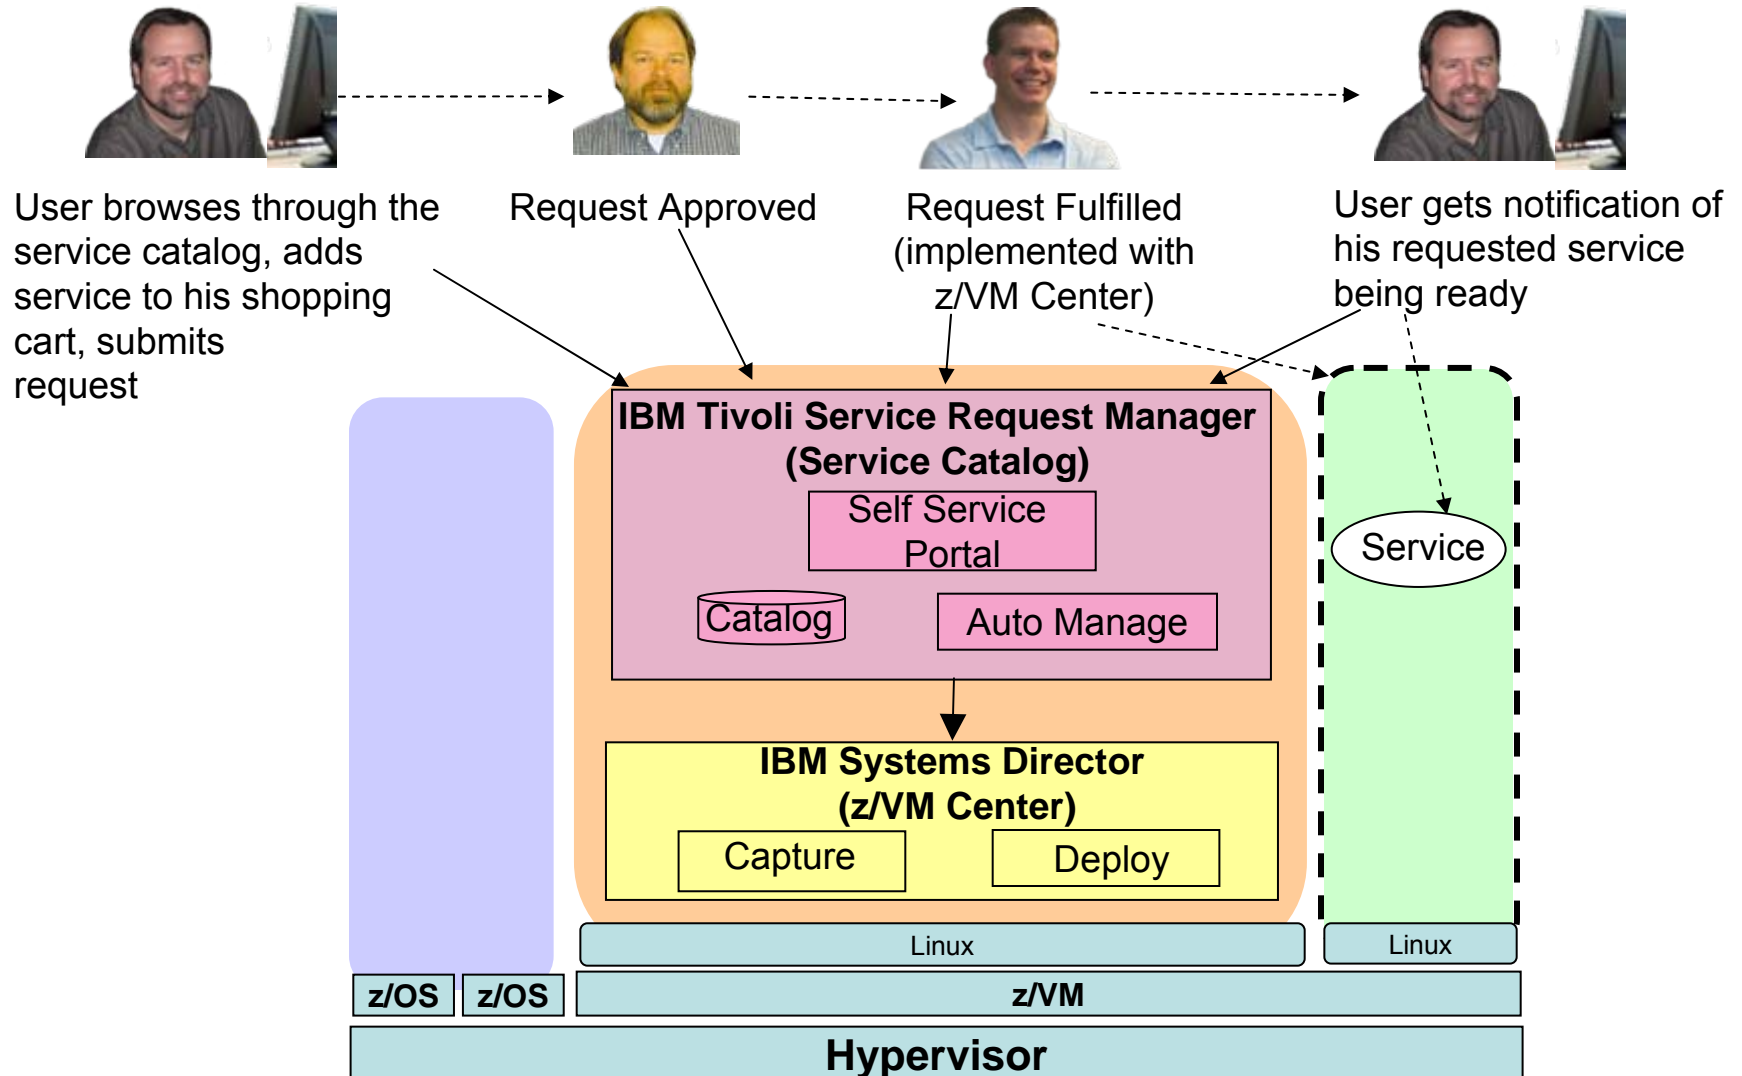 User browses through the
service catalog, adds
service to his shopping
cart, submits
request
Request Approved
Request Fulfilled
(implemented with
z/VM Center)
User gets notification of
his requested service
being ready
IBM Tivoli Service Request Manager
(Service Catalog)
Self Service
Portal
Catalog
Auto Manage
Service
IBM Systems Director
(z/VM Center)
Capture
Deploy
Linux
Linux
z/OS
z/OS
z/VM
Hypervisor